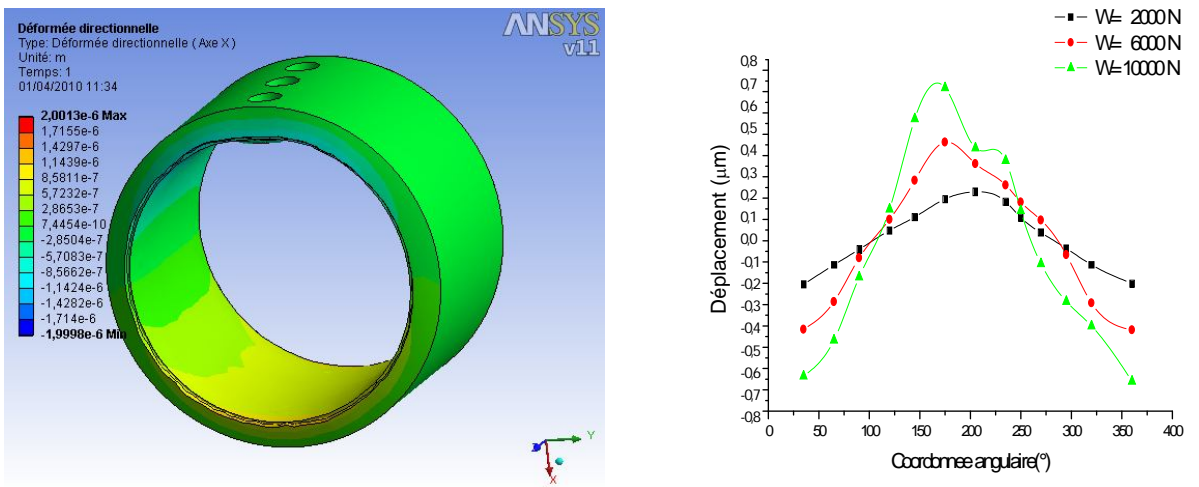 Déformée directionnelle
Type: Déformée directionnelle ( Axe X )
Unité: m
Temps: 1
01/04/2010 11:34
ANSYS
v11
2,0013e-6 Max
1,7155e-6
1,4297e-6
1,1439e-6
8,5811e-7
5,7232e-7
2,8653e-7
7,4454e-10
-2,8504e-7
-5,7083e-7
-8,5662e-7
-1,1424e-6
-1,4282e-6
-1,714e-6
-1,9998e-6 Min
Y
Z
X
W= 2000 N
W= 6000 N
W=10000 N
Déplacement (µm)
0,8
0,7
0,6
0,5
0,4
0,3
0,2
0,1
0,0
-0,1
-0,2
-0,3
-0,4
-0,5
-0,6
-0,7
-0,8
0
50
100
150
200
250
300
350
400
Coordonnee angulaire(°)